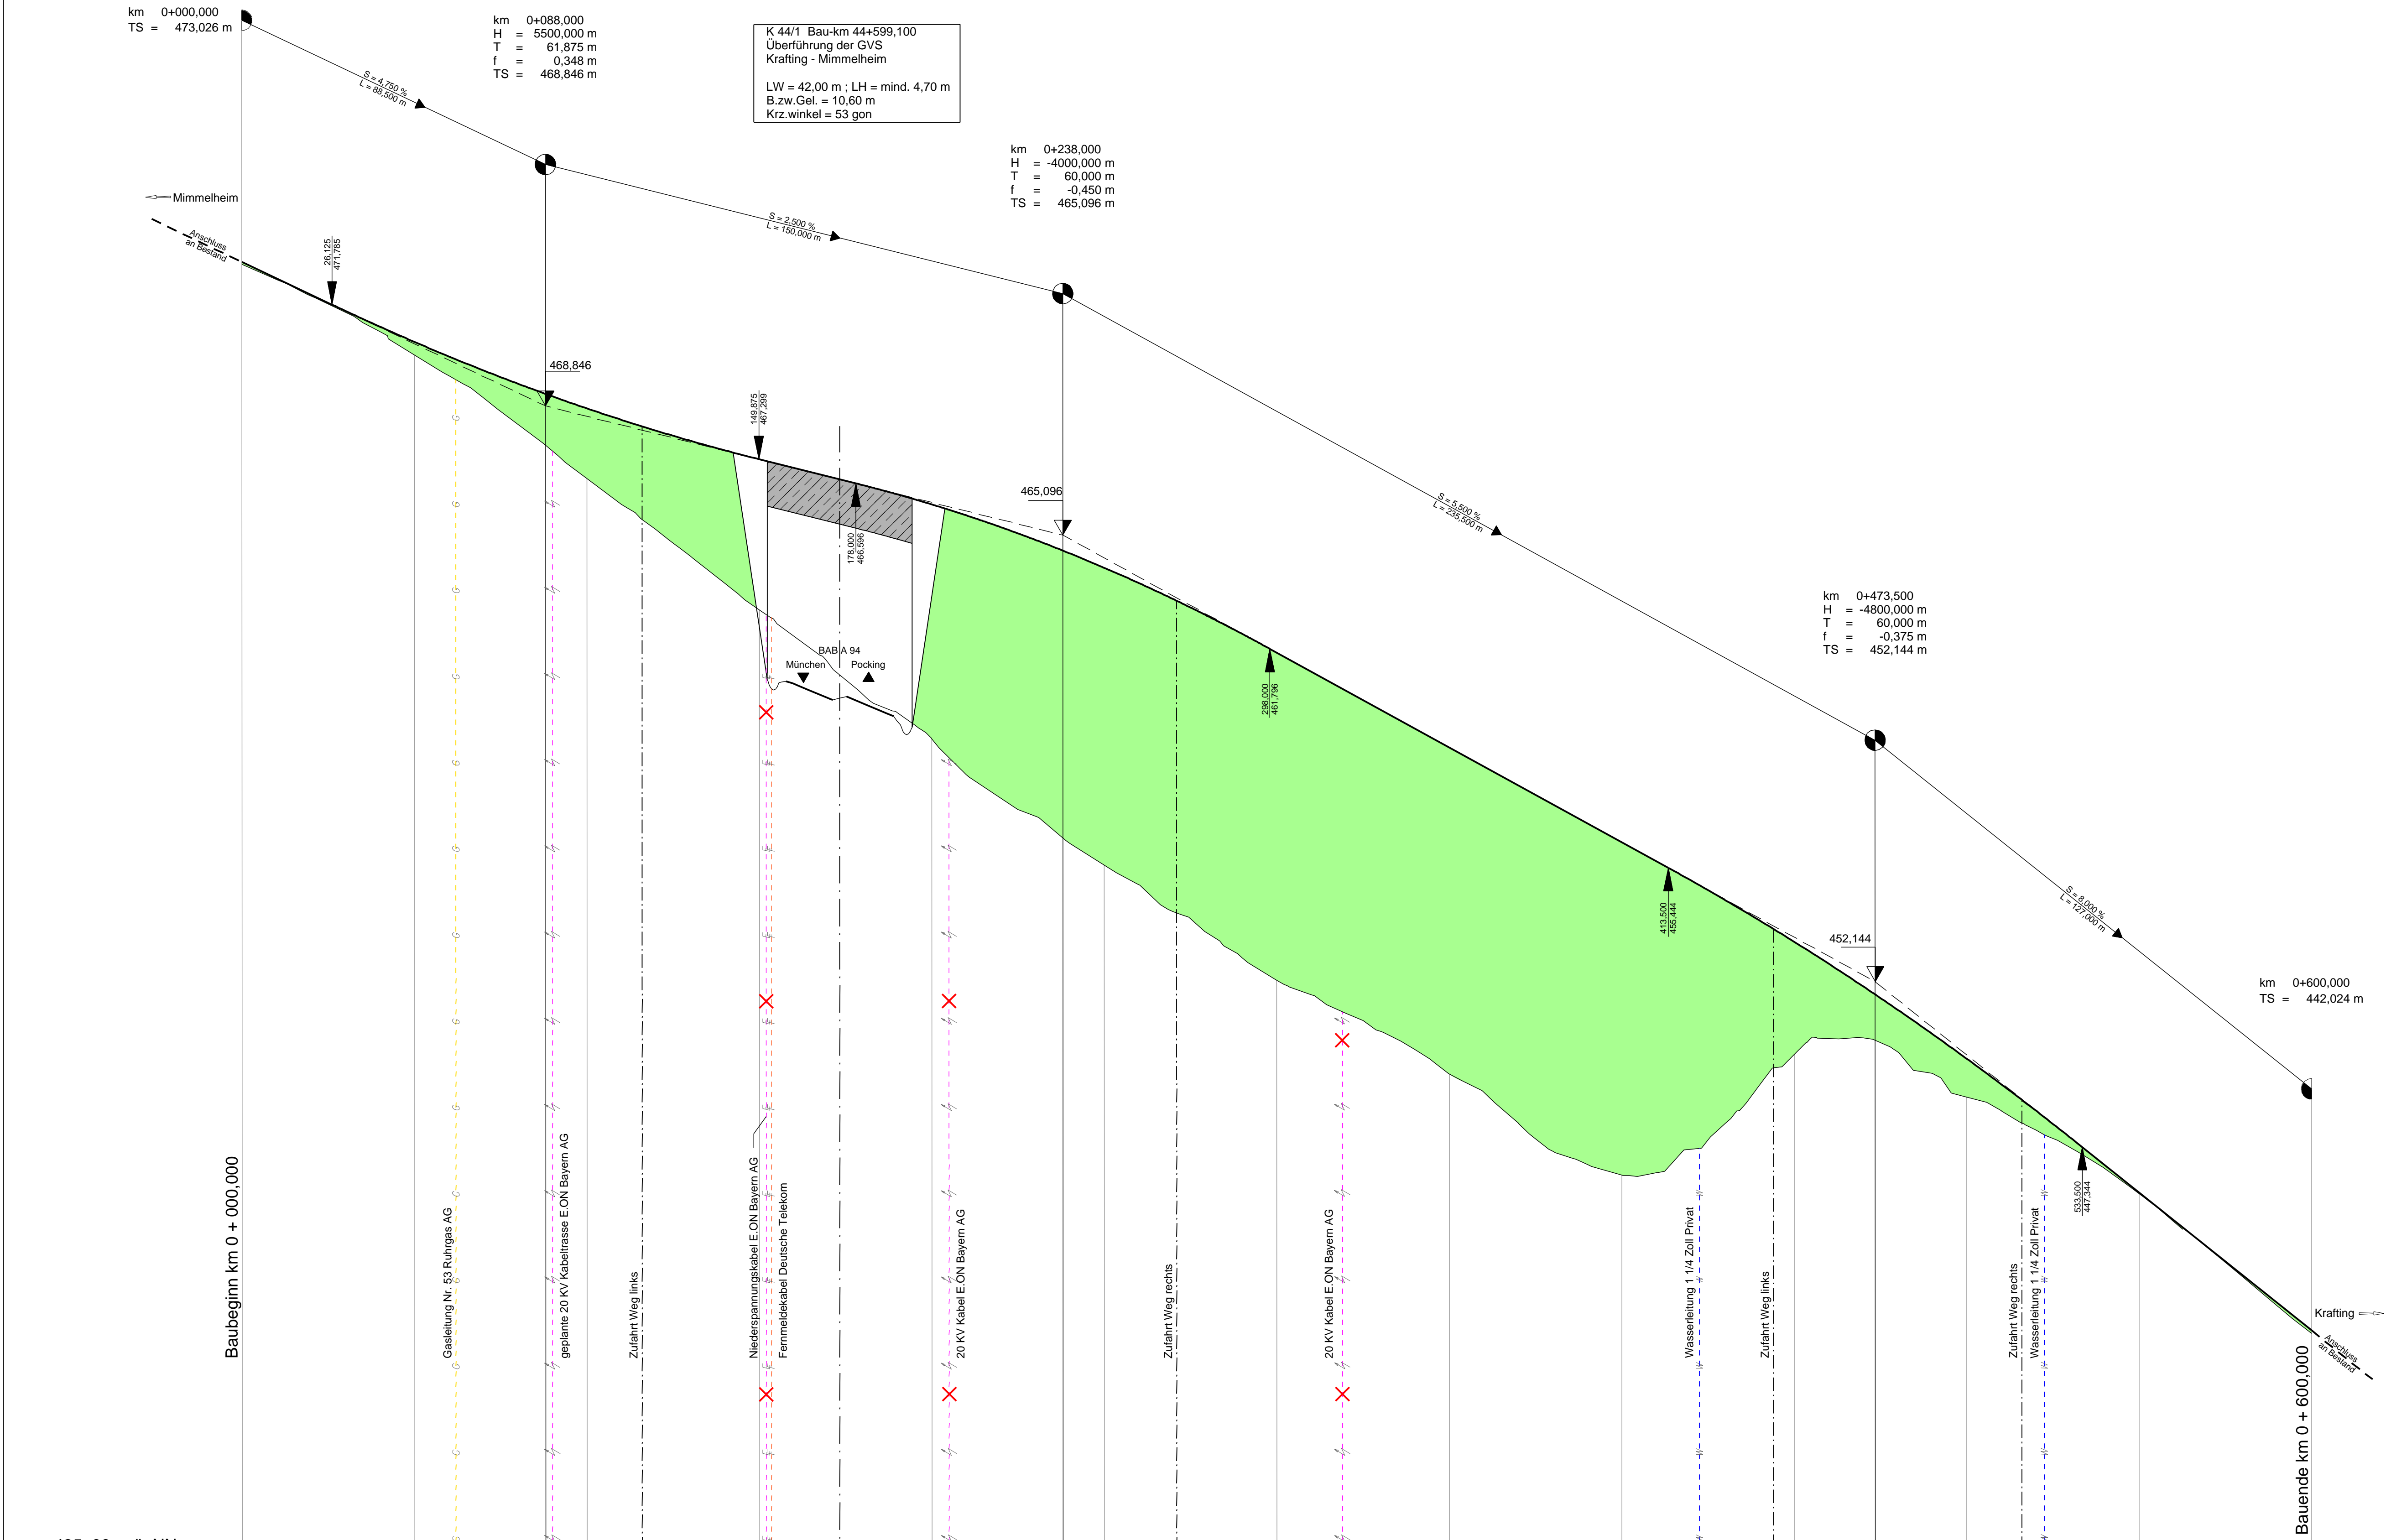 km 0+000,000
TS = 473,026 m
km 0+088,000
H = 5500,000 m
T = 61,875 m
f = 0,348 m
TS = 468,846 m
K 44/1 Bau-km 44+599,100
Überführung der GVS
Krafting - Mimmelheim
LW = 42,00 m ; LH = mind. 4,70 m
B.zw.Gel. = 10,60 m
Krz.winkel = 53 gon
S = 4,750 %
L = 88,500 m
km 0+238,000
H = -4000,000 m
T = 60,000 m
f = -0,450 m
TS = 465,096 m
Mimmelheim
S = 2,500 %
L = 150,000 m
Anschluss
an Bestand
26,125
471,785
468,846
149,875
467,299
465,096
S = 5,500 %
L = 235,500 m
178,000
466,596
km 0+473,500
H = -4800,000 m
T = 60,000 m
f = -0,375 m
TS = 452,144 m
BAB A 94
München
Pocking
298,000
461,796
413,500
455,444
452,144
S = 8,000 %
L = 127,000 m
km 0+600,000
TS = 442,024 m
533,500
447,344
Baubeginn km 0 + 000,000
Gasleitung Nr. 53 Ruhrgas AG
geplante 20 KV Kabeltrasse E.ON Bayern AG
Zufahrt Weg links
Niederspannungskabel E.ON Bayern AG
Fernmeldekabel Deutsche Telekom
20 KV Kabel E.ON Bayern AG
Zufahrt Weg rechts
20 KV Kabel E.ON Bayern AG
Wasserleitung 1 1/4 Zoll Privat
Zufahrt Weg links
Zufahrt Weg rechts
Wasserleitung 1 1/4 Zoll Privat
Krafting
Anschluss
an Bestand
Bauende km 0 + 600,000